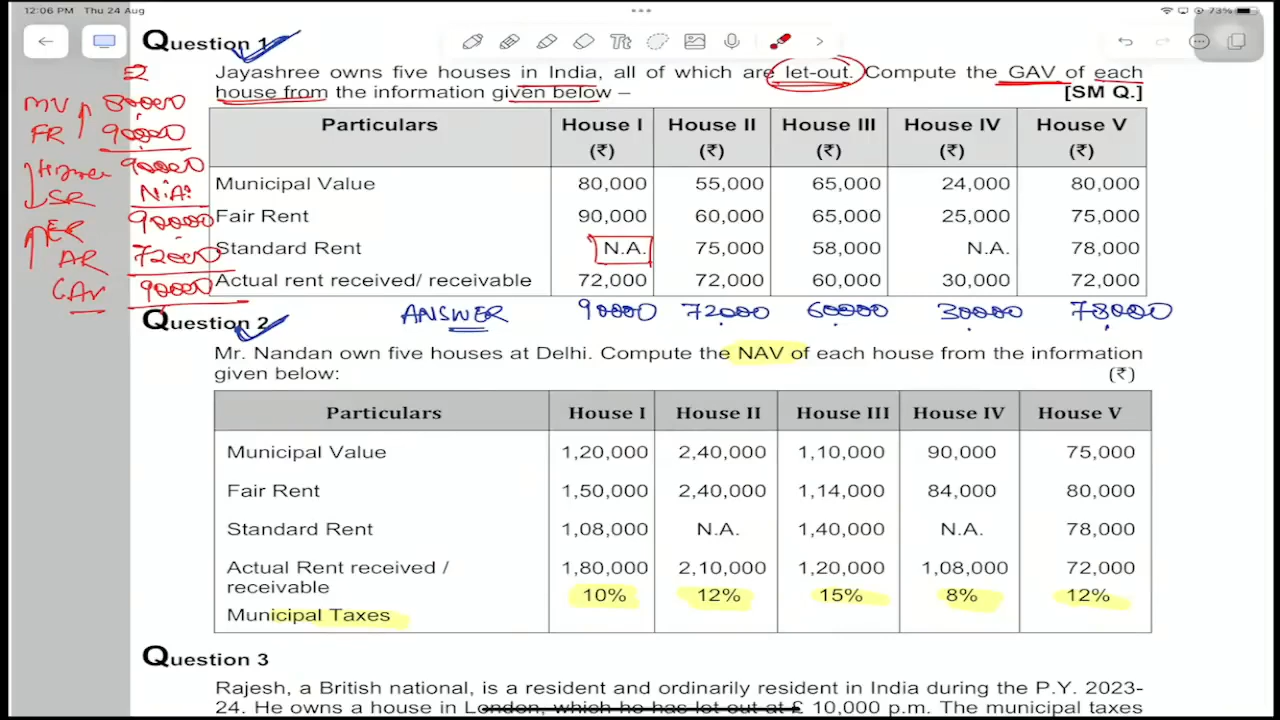 12:06 PM Thu 24 Aug
73%
Question 1
Jayashree owns five houses in India, all of which are let-out. Compute the GAV of each
house from the information given below – [SM Q.]
Particulars House I (₹) House II (₹) House III (₹) House IV (₹) House V (₹)
Municipal Value 80,000 55,000 65,000 24,000 80,000
Fair Rent 90,000 60,000 65,000 25,000 75,000
Standard Rent N.A. 75,000 58,000 N.A. 78,000
Actual rent received/ receivable 72,000 72,000 60,000 30,000 72,000
ANSWER 90000 72000 60000 30000 78000
MV 80000
FR 90000
Higher 90000
SR N.A.
ER 90000
AR 72000
GAV 90000
Question 2
Mr. Nandan own five houses at Delhi. Compute the NAV of each house from the information
given below: (₹)
Particulars House I House II House III House IV House V
Municipal Value 1,20,000 2,40,000 1,10,000 90,000 75,000
Fair Rent 1,50,000 2,40,000 1,14,000 84,000 80,000
Standard Rent 1,08,000 N.A. 1,40,000 N.A. 78,000
Actual Rent received / 1,80,000 2,10,000 1,20,000 1,08,000 72,000
receivable
10% 12% 15% 8% 12%
Municipal Taxes
Question 3
Rajesh, a British national, is a resident and ordinarily resident in India during the P.Y. 2023-
24. He owns a house in London, which he has let out at £ 10,000 p.m. The municipal taxes